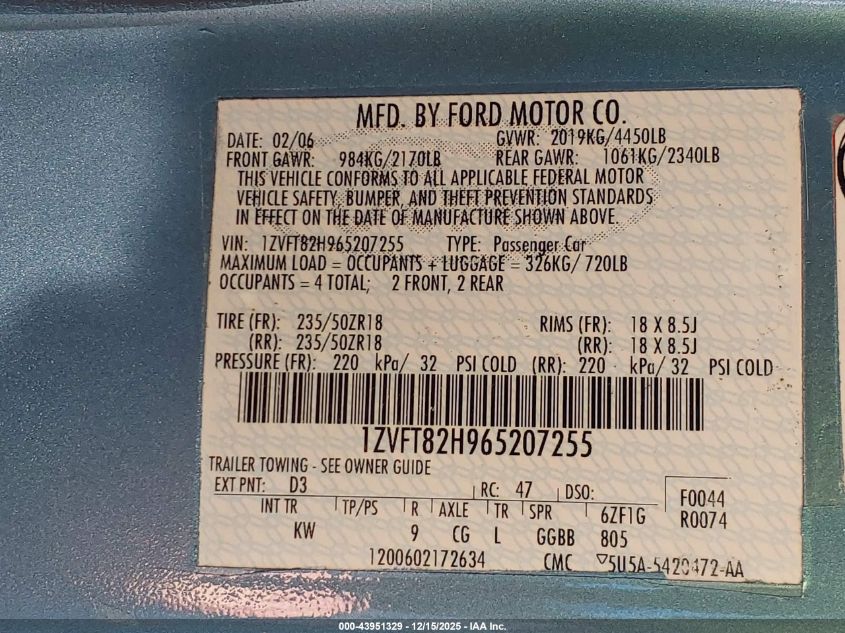 MFD. BY FORD MOTOR CO.
DATE: 02/06 GVWR: 2019KG/4450LB
FRONT GAWR: 984KG/2170LB REAR GAWR: 1061KG/2340LB
THIS VEHICLE CONFORMS TO ALL APPLICABLE FEDERAL MOTOR
VEHICLE SAFETY, BUMPER, AND THEFT PREVENTION STANDARDS
IN EFFECT ON THE DATE OF MANUFACTURE SHOWN ABOVE.
VIN: 1ZVFT82H965207255 TYPE: Passenger Car
MAXIMUM LOAD = OCCUPANTS + LUGGAGE = 326KG/ 720LB
OCCUPANTS = 4 TOTAL; 2 FRONT, 2 REAR
TIRE (FR): 235/50ZR18 RIMS (FR): 18 X 8.5J
(RR): 235/50ZR18 (RR): 18 X 8.5J
PRESSURE (FR): 220 kPa/ 32 PSI COLD (RR): 220 kPa/ 32 PSI COLD
1ZVFT82H965207255
TRAILER TOWING - SEE OWNER GUIDE
EXT PNT: D3 RC: 47 DSO: F0044
INT TR TP/PS R AXLE TR SPR 6ZF1G R0074
KW 9 CG L GGBB 805
1200602172634 CMC ▽5U5A-5420472-AA
000-43951329 - 12/15/2025 - IAA Inc.